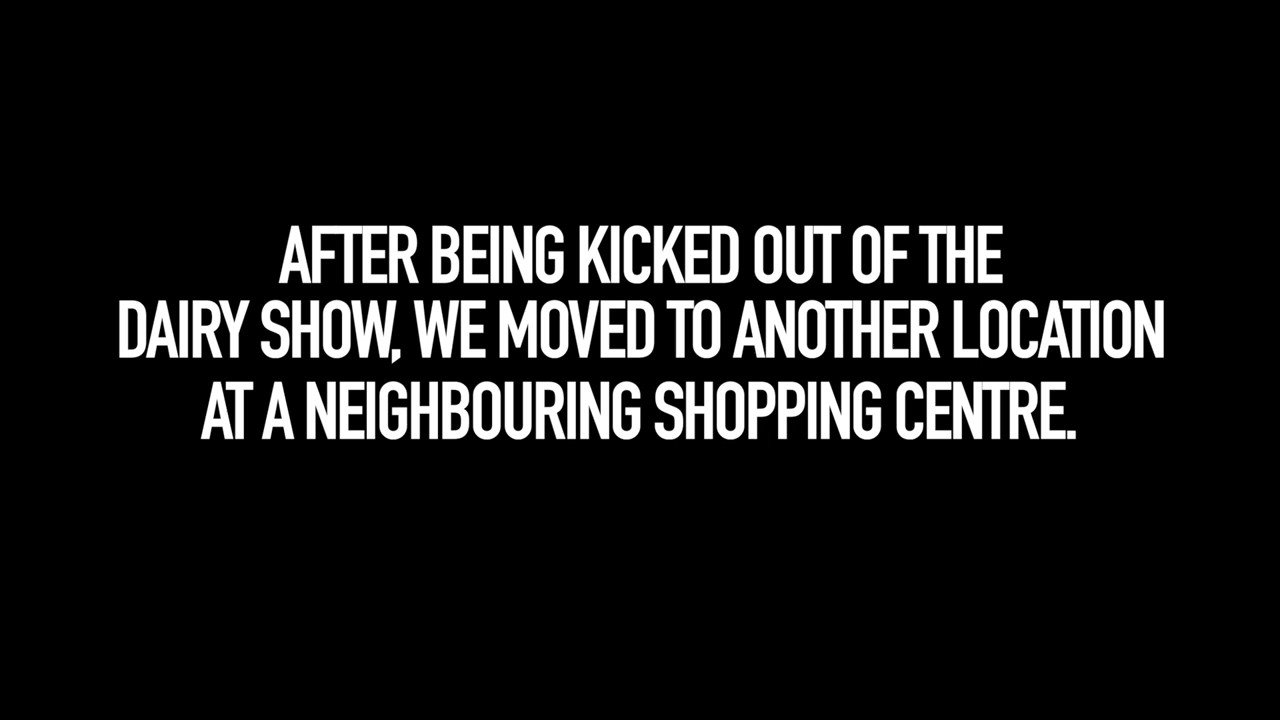 AFTER BEING KICKED OUT OF THE
DAIRY SHOW, WE MOVED TO ANOTHER LOCATION
AT A NEIGHBOURING SHOPPING CENTRE.